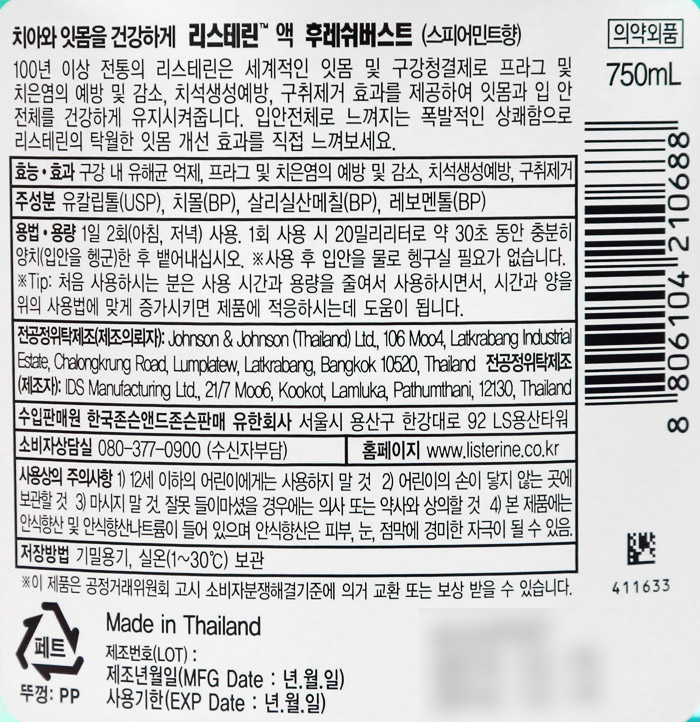 치아와 잇몸을 건강하게 리스테린™ 액 후레쉬버스트 (스피어민트향)
의약외품
750mL
100년 이상 전통의 리스테린은 세계적인 잇몸 및 구강청결제로 프라그 및
치은염의 예방 및 감소, 치석생성예방, 구취제거 효과를 제공하여 잇몸과 입 안
전체를 건강하게 유지시켜줍니다. 입안전체로 느껴지는 폭발적인 상쾌함으로
리스테린의 탁월한 잇몸 개선 효과를 직접 느껴보세요.
효능•효과 구강 내 유해균 억제, 프라그 및 치은염의 예방 및 감소, 치석생성예방, 구취제거
주성분 유칼립톨(USP), 치몰(BP), 살리실산메칠(BP), 레보멘톨(BP)
용법•용량 1일 2회(아침, 저녁) 사용. 1회 사용 시 20밀리리터로 약 30초 동안 충분히
양치(입안을 헹군)한 후 뱉어내십시오. ※사용 후 입안을 물로 헹구실 필요가 없습니다.
※Tip: 처음 사용하시는 분은 사용 시간과 용량을 줄여서 사용하시면서, 시간과 양을
위의 사용법에 맞게 증가시키면 제품에 적응하시는데 도움이 됩니다.
전공정위탁제조(제조의뢰자): Johnson & Johnson (Thailand) Ltd., 106 Moo4, Latkrabang Industrial
Estate, Chalongkrung Road, Lumplatew, Latkrabang, Bangkok 10520, Thailand 전공정위탁제조
(제조자): IDS Manufacturing Ltd., 21/7 Moo6, Kookot, Lamluka, Pathumthani, 12130, Thailand
수입판매원 한국존슨앤드존슨판매 유한회사 서울시 용산구 한강대로 92 LS용산타워
소비자상담실 080-377-0900 (수신자부담)
홈페이지 www.listerine.co.kr
사용상의 주의사항 1) 12세 이하의 어린이에게는 사용하지 말 것 2) 어린이의 손이 닿지 않는 곳에
보관할 것 3) 마시지 말 것. 잘못 들이마셨을 경우에는 의사 또는 약사와 상의할 것 4) 본 제품에는
안식향산 및 안식향산나트륨이 들어 있으며 안식향산은 피부, 눈, 점막에 경미한 자극이 될 수 있음.
저장방법 기밀용기, 실온(1~30℃) 보관
※이 제품은 공정거래위원회 고시 소비자분쟁해결기준에 의거 교환 또는 보상 받을 수 있습니다.
8 806104 210688
411633
페트
뚜껑: PP
Made in Thailand
제조번호(LOT) :
제조년월일(MFG Date : 년.월.일)
사용기한(EXP Date : 년.월.일)